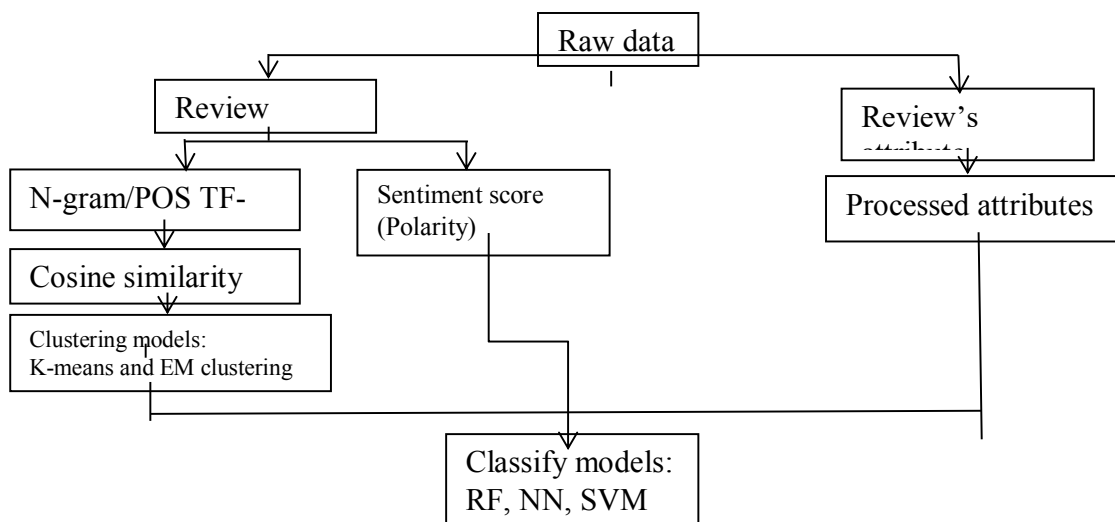 Raw data
Review
Review's
N-gram/POS TF-
Sentiment score
(Polarity)
Processed attributes
Cosine similarity
Clustering models:
K-means and EM clustering
Classify models:
RF, NN, SVM